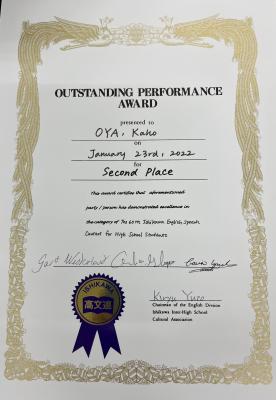 OUTSTANDING PERFORMANCE
AWARD
presented to
OYA, Kaho
on
January 23rd, 2022
for
Second Place
This award certifies that aforementioned
party / person has demonstrated excellence in
the category of The 60th Ishikawa English Speech
Contest for High School Students
Kiryu Yuzo
Chairman of the English Division
Ishikawa Inter-High School
Cultural Association
ISHIKAWA
高文連